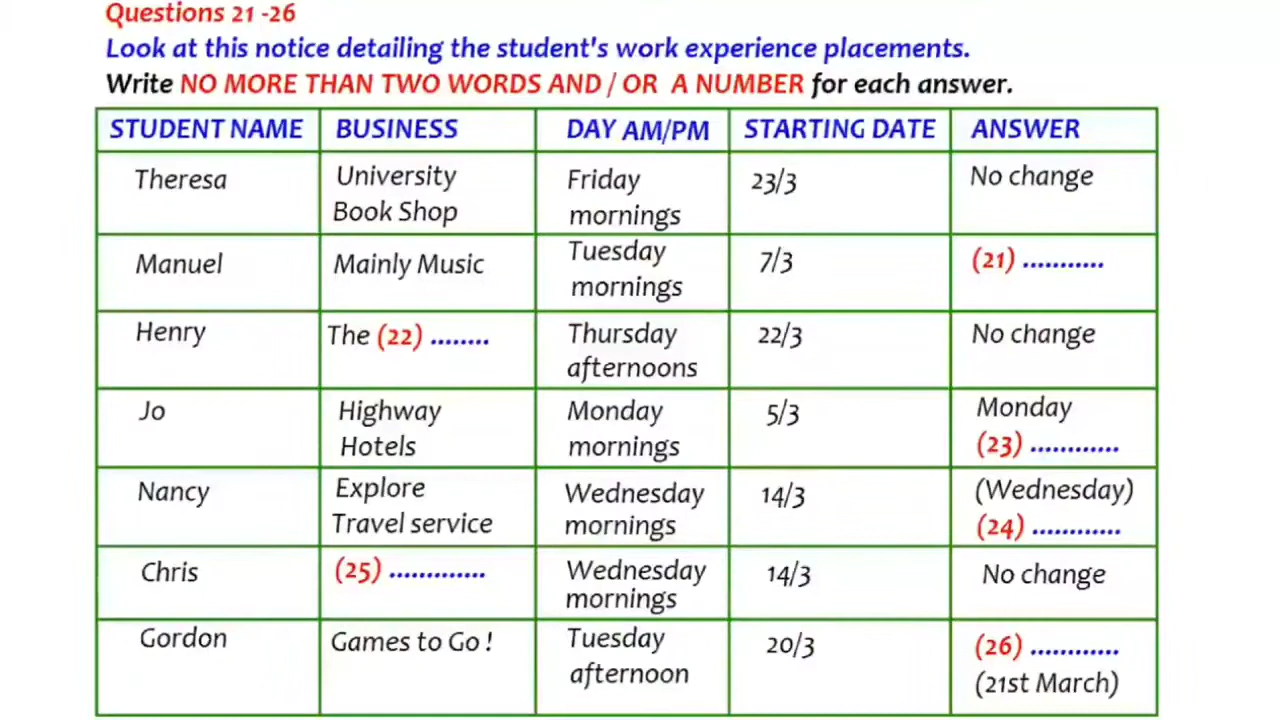 Questions 21 -26
Look at this notice detailing the student's work experience placements.
Write NO MORE THAN TWO WORDS AND / OR A NUMBER for each answer.
STUDENT NAME BUSINESS DAY AM/PM STARTING DATE ANSWER
Theresa University Friday 23/3 No change
Book Shop mornings
Manuel Mainly Music Tuesday 7/3 (21) ...........
mornings
Henry The (22) ........ Thursday 22/3 No change
afternoons
Jo Highway Monday 5/3 Monday
Hotels mornings (23) ............
Nancy Explore Wednesday 14/3 (Wednesday)
Travel service mornings (24) ............
Chris (25) ............. Wednesday 14/3 No change
mornings
Gordon Games to Go ! Tuesday 20/3 (26) ............
afternoon (21st March)